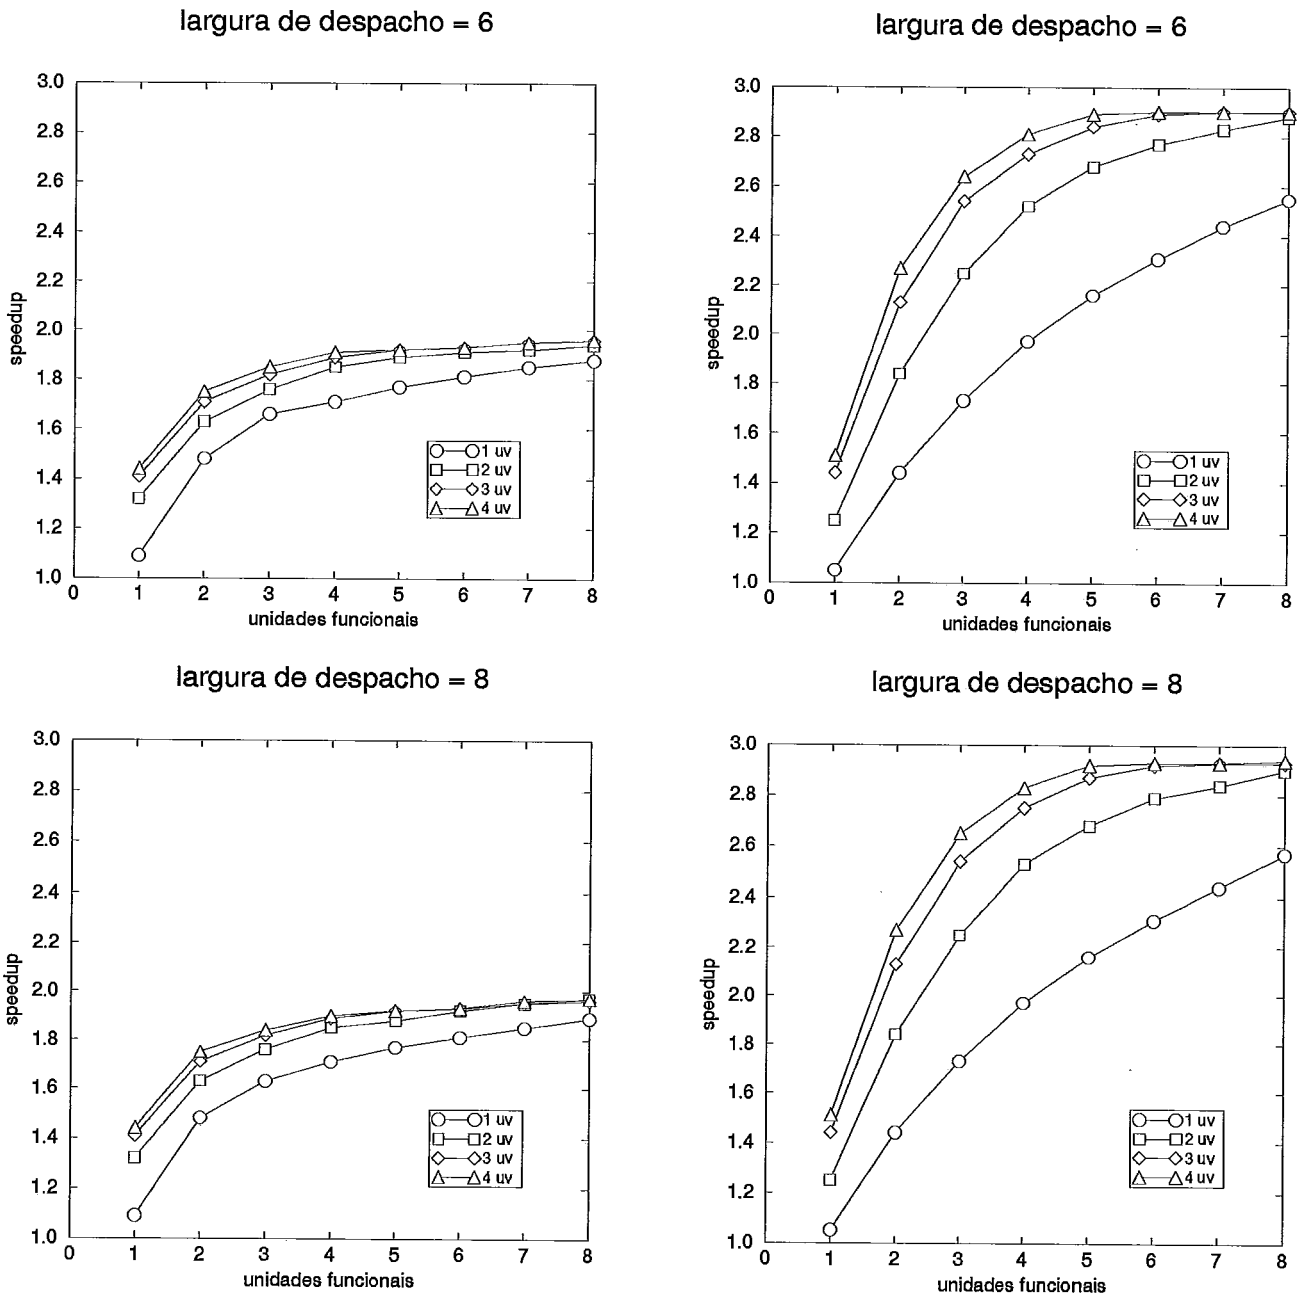 largura de despacho = 6
3.0
2.8
2.6
2.4
2.2
2.0
1.8
1.6
1.4
1.2
1.0
speedup
0 1 2 3 4 5 6 7 8
unidades funcionais
1 uv
2 uv
3 uv
4 uv
largura de despacho = 6
3.0
2.8
2.6
2.4
2.2
2.0
1.8
1.6
1.4
1.2
1.0
speedup
0 1 2 3 4 5 6 7 8
unidades funcionais
1 uv
2 uv
3 uv
4 uv
largura de despacho = 8
3.0
2.8
2.6
2.4
2.2
2.0
1.8
1.6
1.4
1.2
1.0
speedup
0 1 2 3 4 5 6 7 8
unidades funcionais
1 uv
2 uv
3 uv
4 uv
largura de despacho = 8
3.0
2.8
2.6
2.4
2.2
2.0
1.8
1.6
1.4
1.2
1.0
speedup
0 1 2 3 4 5 6 7 8
unidades funcionais
1 uv
2 uv
3 uv
4 uv